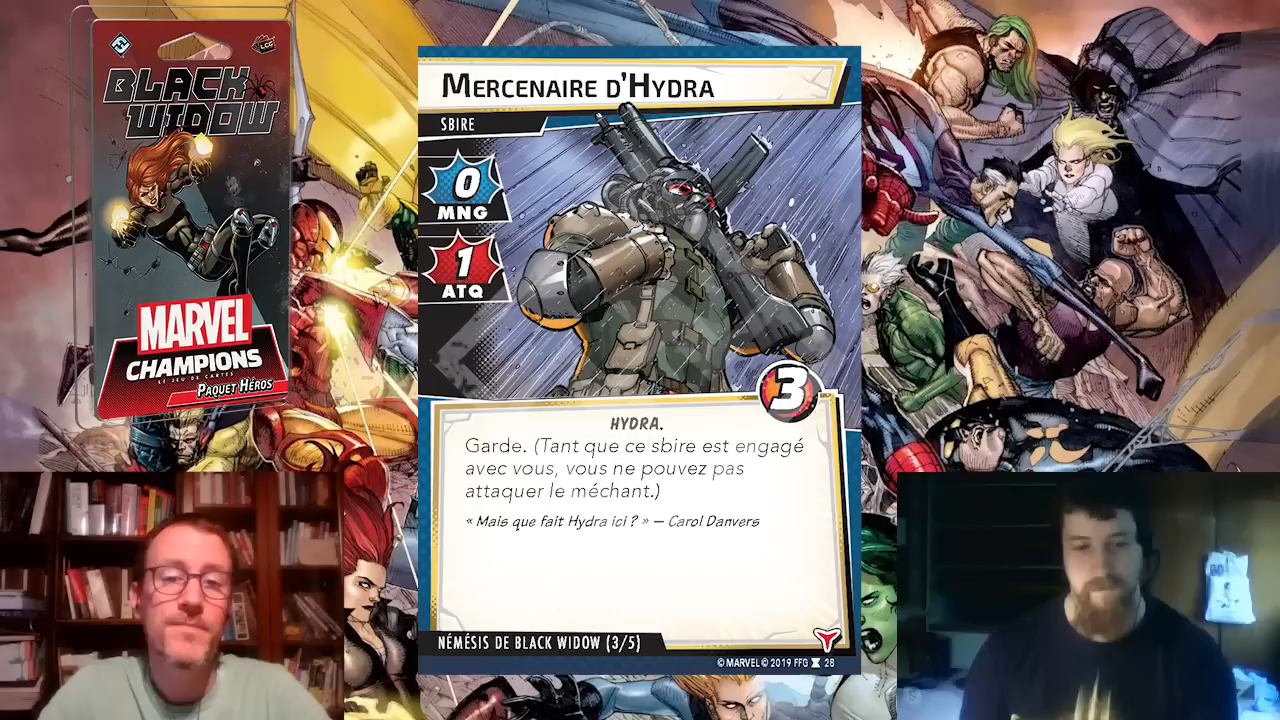 LCG
BLACK
WIDOW
MARVEL
CHAMPIONS
LE JEU DE CARTES
PAQUET HÉROS
MERCENAIRE D'HYDRA
SBIRE
0
MNG
1
ATQ
3
HYDRA.
Garde. (Tant que ce sbire est engagé
avec vous, vous ne pouvez pas
attaquer le méchant.)
« Mais que fait Hydra ici ? » – Carol Danvers
NÉMÉSIS DE BLACK WIDOW (3/5)
© MARVEL © 2019 FFG 28